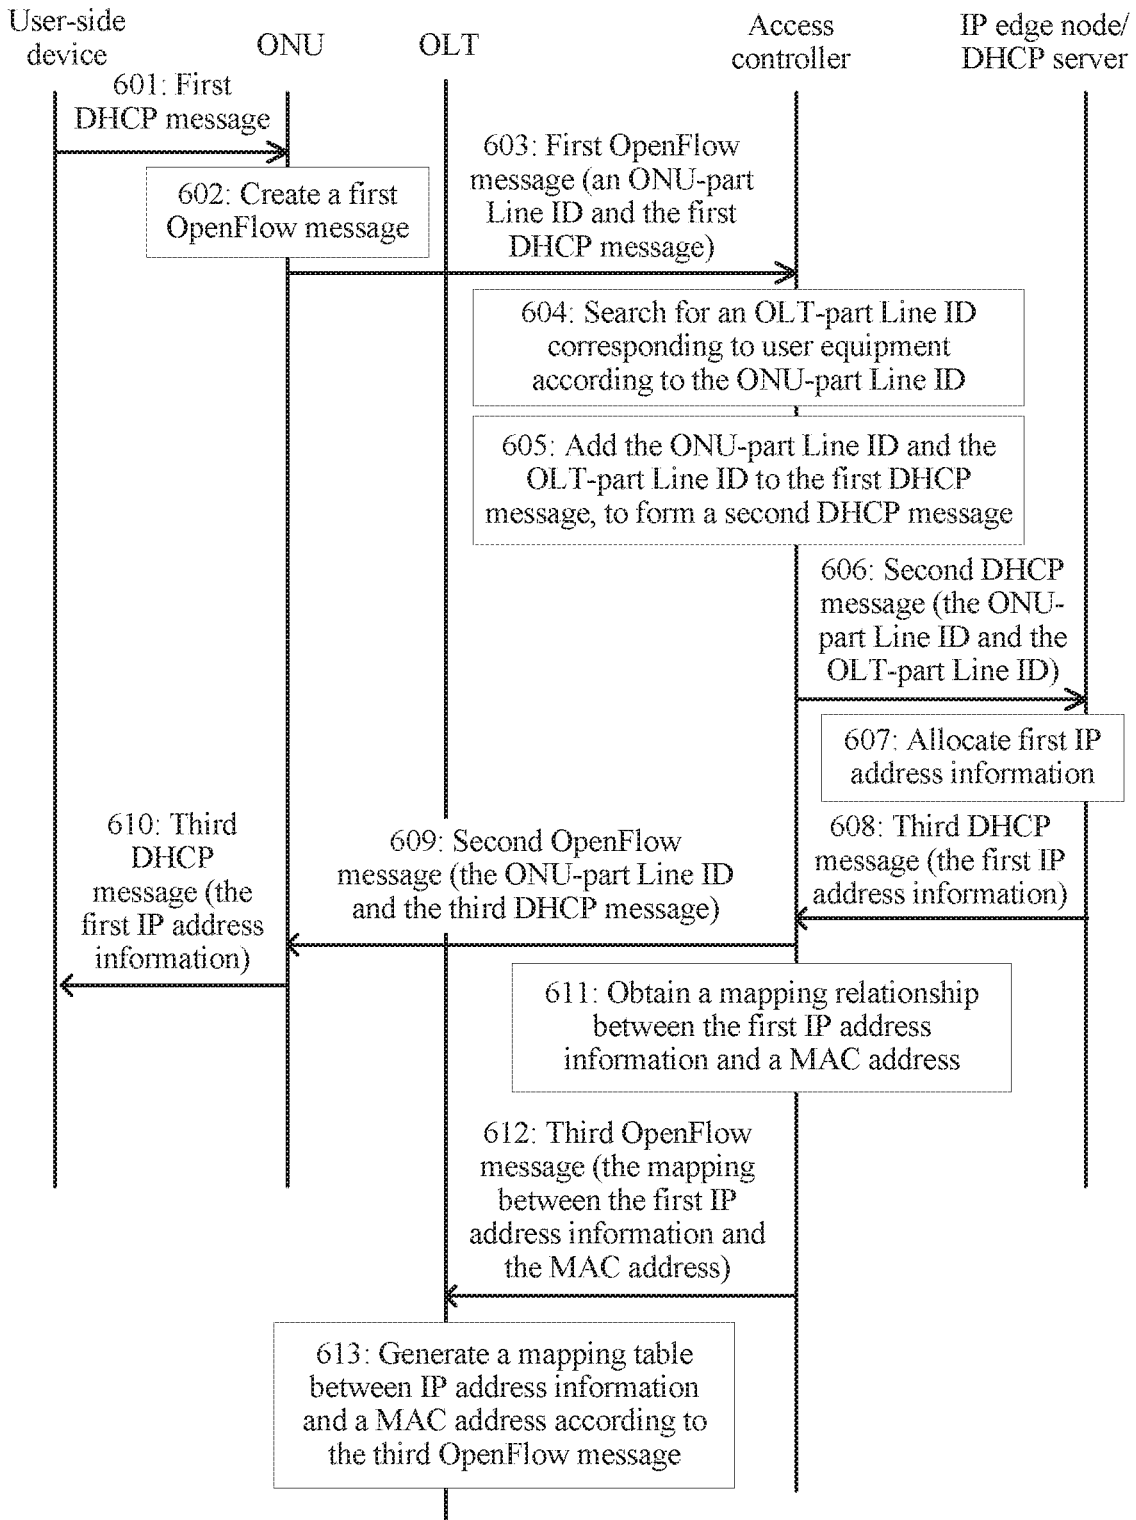 User-side
device
ONU
OLT
Access
controller
IP edge node/
DHCP server
601: First
DHCP message
602: Create a first
OpenFlow message
603: First OpenFlow
message (an ONU-part
Line ID and the first
DHCP message)
604: Search for an OLT-part Line ID
corresponding to user equipment
according to the ONU-part Line ID
605: Add the ONU-part Line ID and the
OLT-part Line ID to the first DHCP
message, to form a second DHCP message
606: Second DHCP
message (the ONU-
part Line ID and the
OLT-part Line ID)
607: Allocate first IP
address information
608: Third DHCP
message (the first IP
address information)
609: Second OpenFlow
message (the ONU-part Line ID
and the third DHCP message)
610: Third
DHCP
message (the
first IP address
information)
611: Obtain a mapping relationship
between the first IP address
information and a MAC address
612: Third OpenFlow
message (the mapping
between the first IP
address information and
the MAC address)
613: Generate a mapping table
between IP address information
and a MAC address according to
the third OpenFlow message